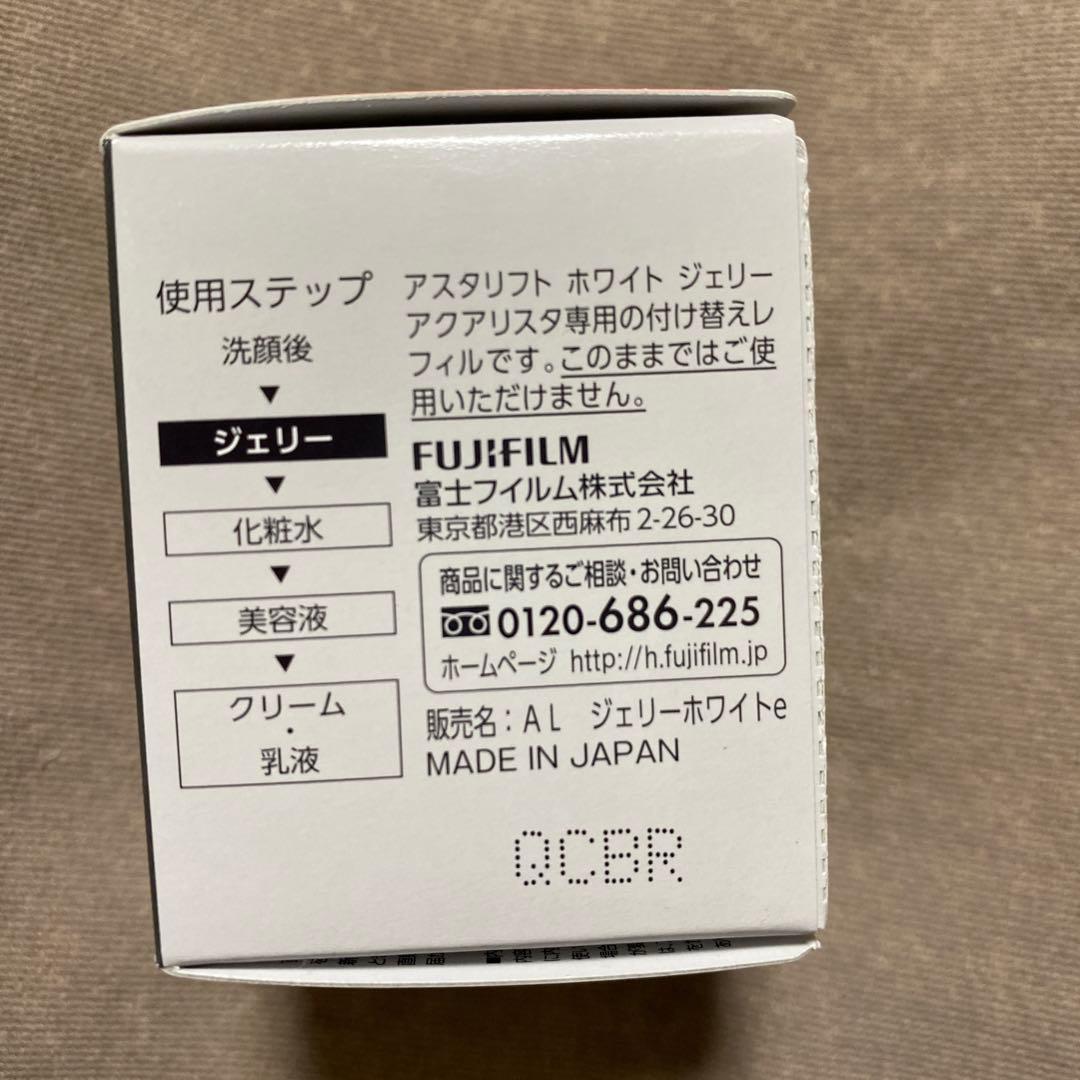 使用ステップ
洗顔後
▼
ジェリー
▼
化粧水
▼
美容液
▼
クリーム
・
乳液
アスタリフト ホワイト ジェリー
アクアリスタ専用の付け替えレ
フィルです。このままではご使
用いただけません。
FUJIFILM
富士フイルム株式会社
東京都港区西麻布2-26-30
商品に関するご相談・お問い合わせ
0120-686-225
ホームページ http://h.fujifilm.jp
販売名：AL ジェリーホワイトe
MADE IN JAPAN
QCBR